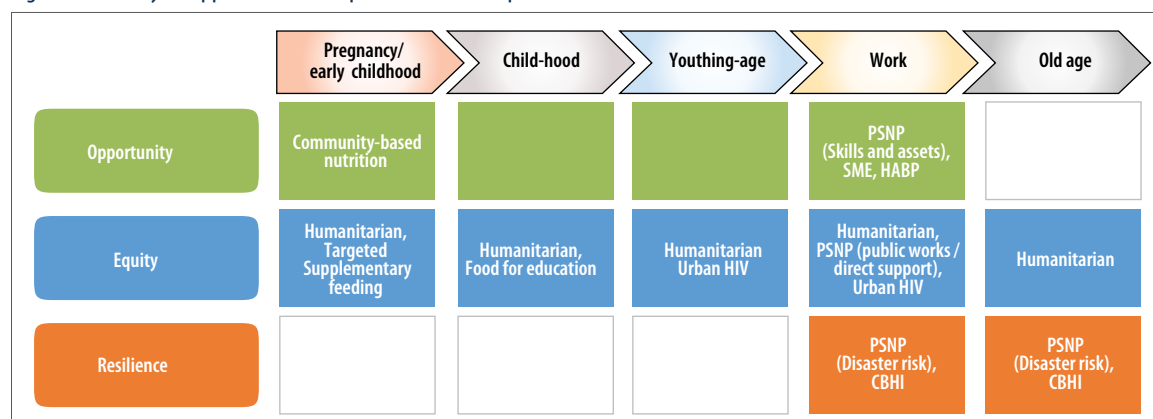 Pregnancy/
early childhood
Child-hood
Youthing-age
Work
Old age
Opportunity
Community-based
nutrition
PSNP
(Skills and assets),
SME, HABP
Equity
Humanitarian,
Targeted
Supplementary
feeding
Humanitarian,
Food for education
Humanitarian
Urban HIV
Humanitarian,
PSNP (public works /
direct support),
Urban HIV
Humanitarian
Resilience
PSNP
(Disaster risk),
CBHI
PSNP
(Disaster risk),
CBHI